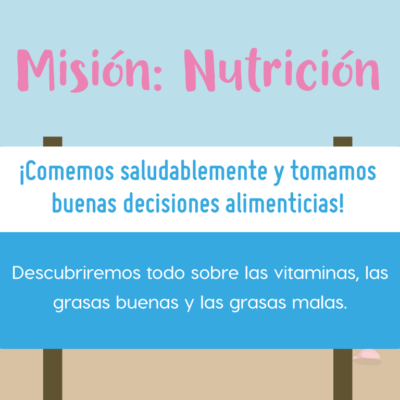 Misión: Nutrición
¡Comemos saludablemente y tomamos
buenas decisiones alimenticias!
Descubriremos todo sobre las vitaminas, las
grasas buenas y las grasas malas.